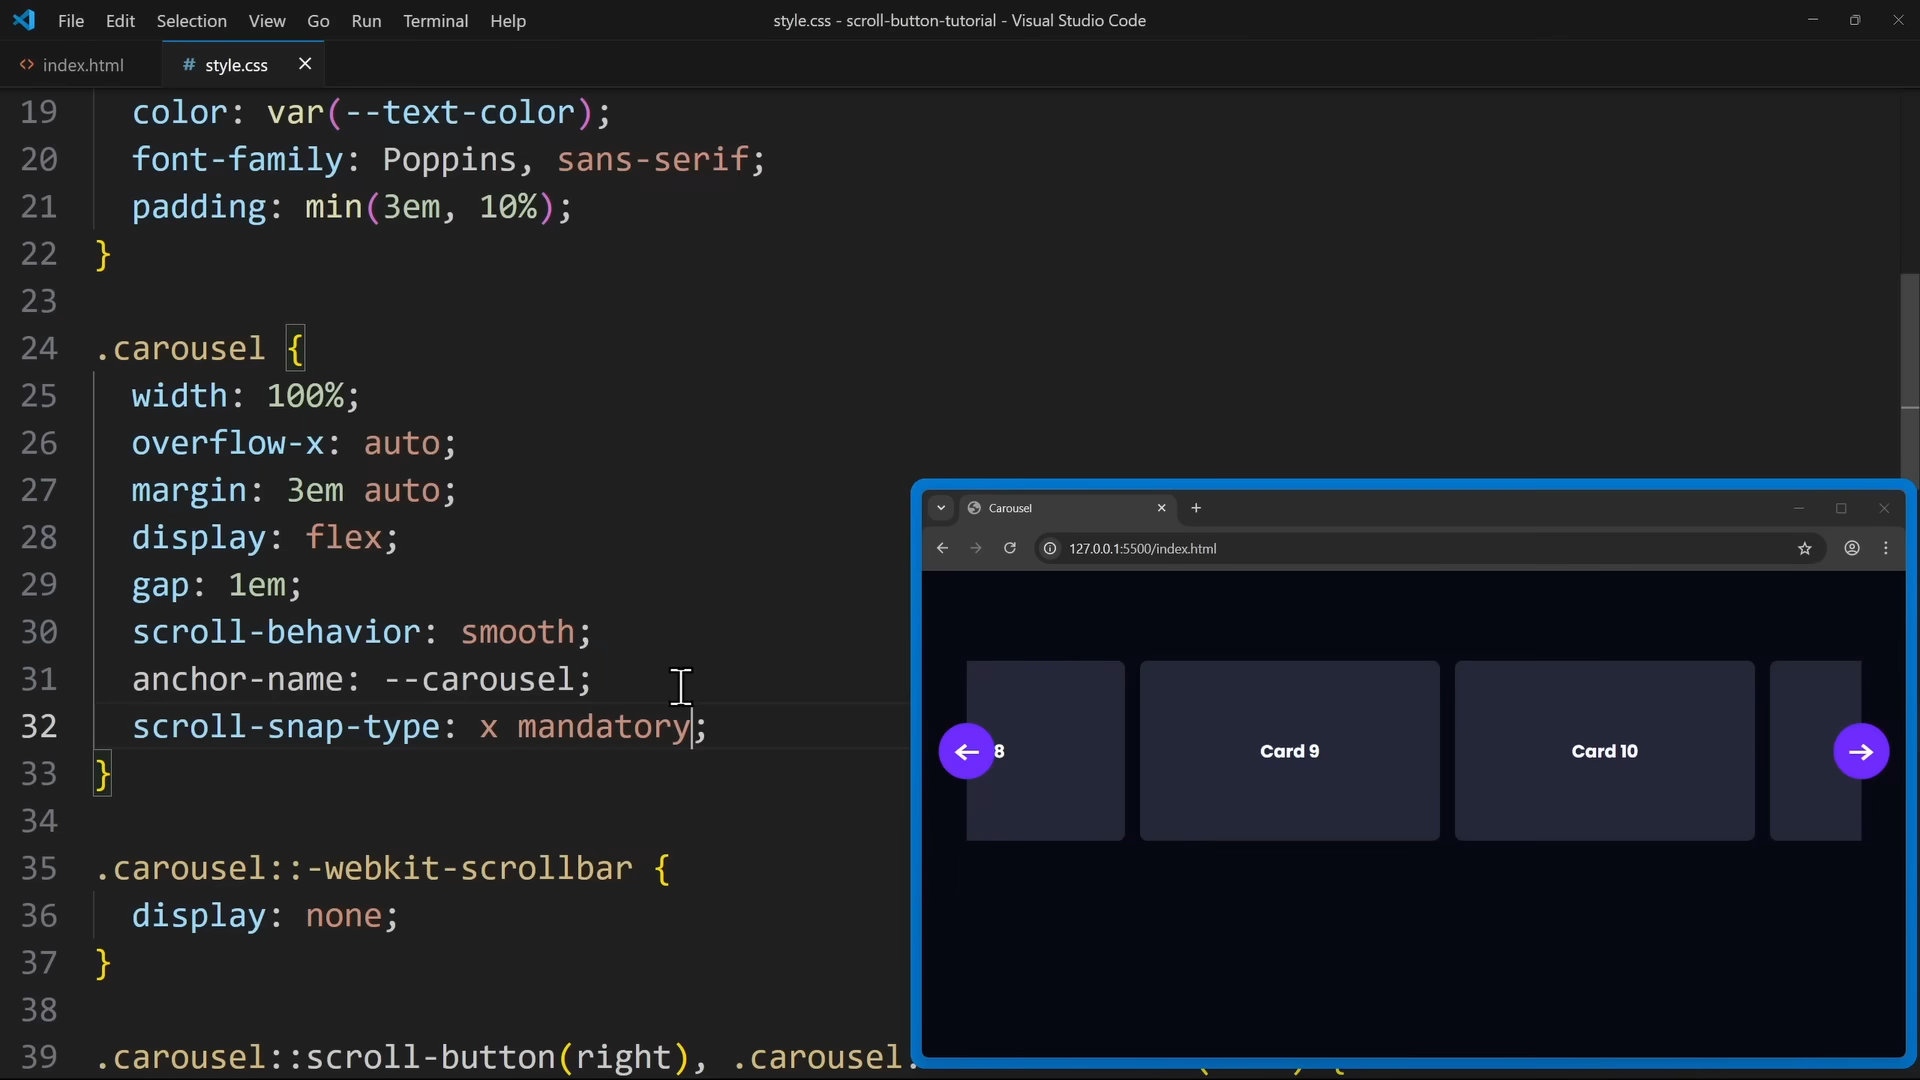 File Edit Selection View Go Run Terminal Help
style.css - scroll-button-tutorial - Visual Studio Code
index.html
# style.css
19 color: var(--text-color);
20 font-family: Poppins, sans-serif;
21 padding: min(3em, 10%);
22 }
23
24 .carousel {
25 width: 100%;
26 overflow-x: auto;
27 margin: 3em auto;
28 display: flex;
29 gap: 1em;
30 scroll-behavior: smooth;
31 anchor-name: --carousel;
32 scroll-snap-type: x mandatory;
33 }
34
35 .carousel::-webkit-scrollbar {
36 display: none;
37 }
38
39 .carousel::scroll-button(right), .carousel
Carousel
127.0.0.1:5500/index.html
8
Card 9
Card 10